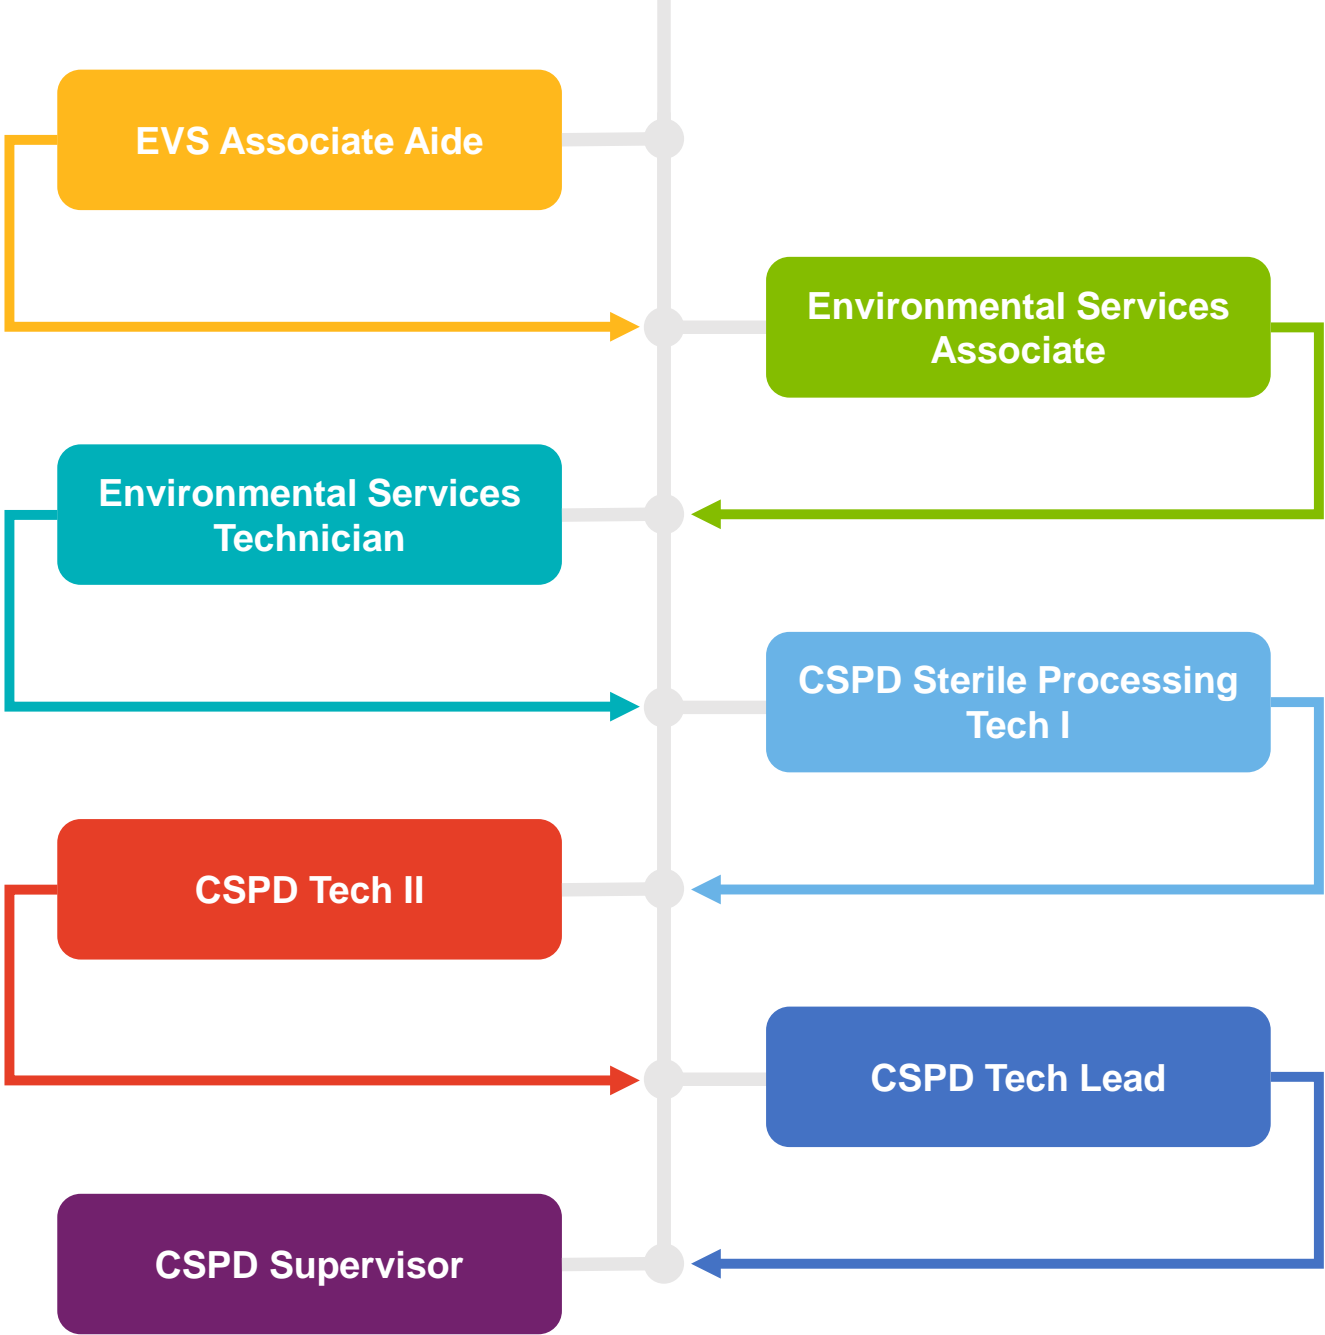 EVS Associate Aide
Environmental Services
Associate
Environmental Services
Technician
CSPD Sterile Processing
Tech I
CSPD Tech II
CSPD Tech Lead
CSPD Supervisor